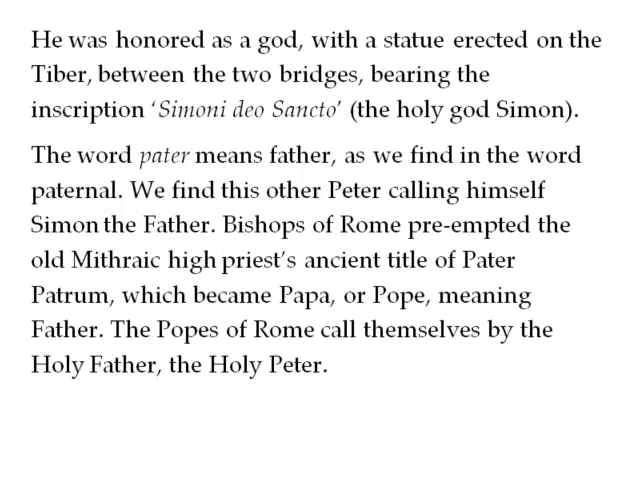 He was honored as a god, with a statue erected on the
Tiber, between the two bridges, bearing the
inscription ‘Simoni deo Sancto’ (the holy god Simon).
The word pater means father, as we find in the word
paternal. We find this other Peter calling himself
Simon the Father. Bishops of Rome pre-empted the
old Mithraic high priest’s ancient title of Pater
Patrum, which became Papa, or Pope, meaning
Father. The Popes of Rome call themselves by the
Holy Father, the Holy Peter.